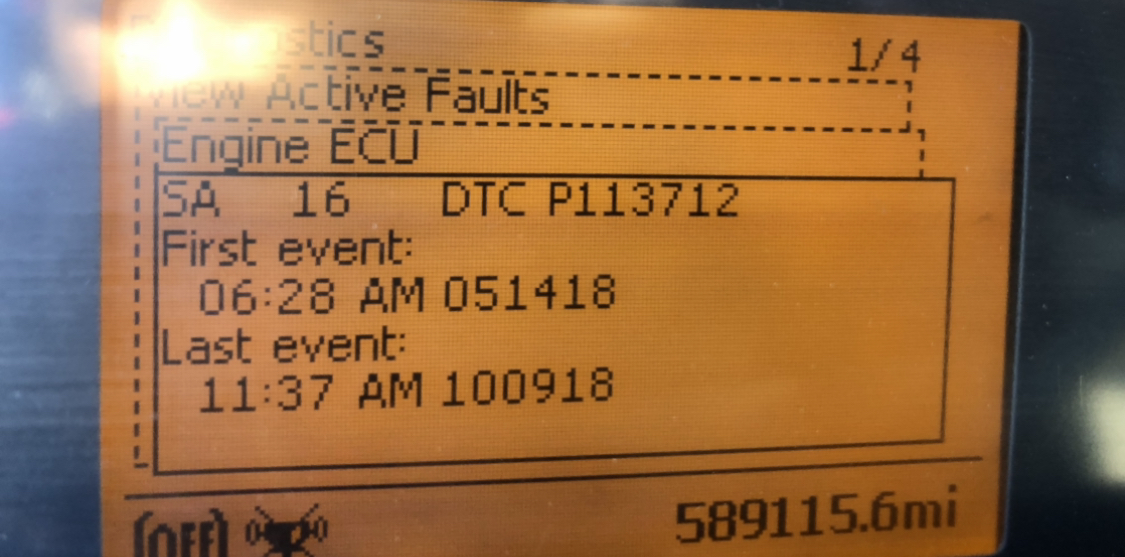 1/4
View Active Faults
Engine ECU
SA 16 DTC P113712
First event:
06:28 AM 051418
Last event:
11:37 AM 100918
(OFF) 589115.6mi